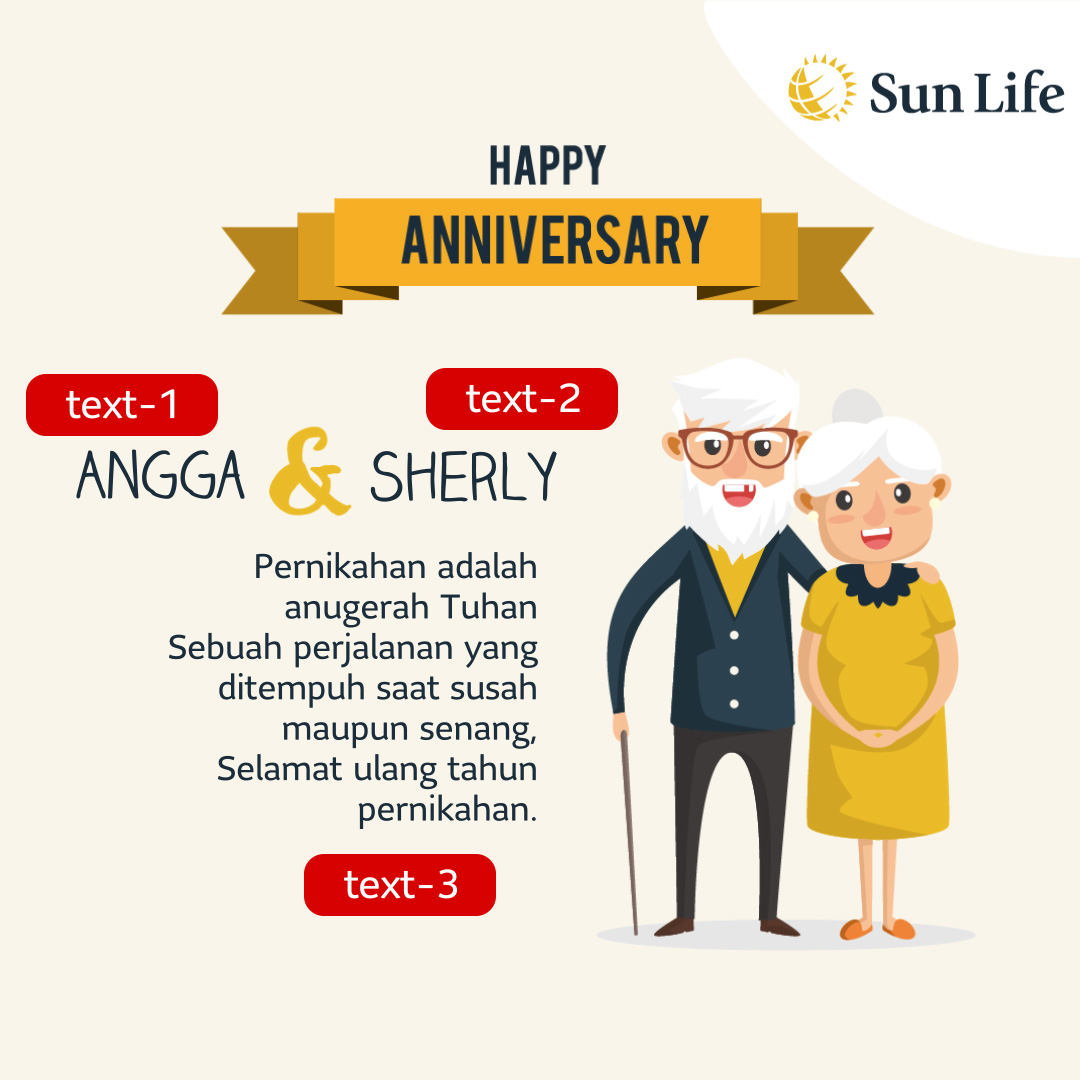 Sun Life
HAPPY
ANNIVERSARY
text-1
text-2
ANGGA & SHERLY
Pernikahan adalah
anugerah Tuhan
Sebuah perjalanan yang
ditempuh saat susah
maupun senang,
Selamat ulang tahun
pernikahan.
text-3